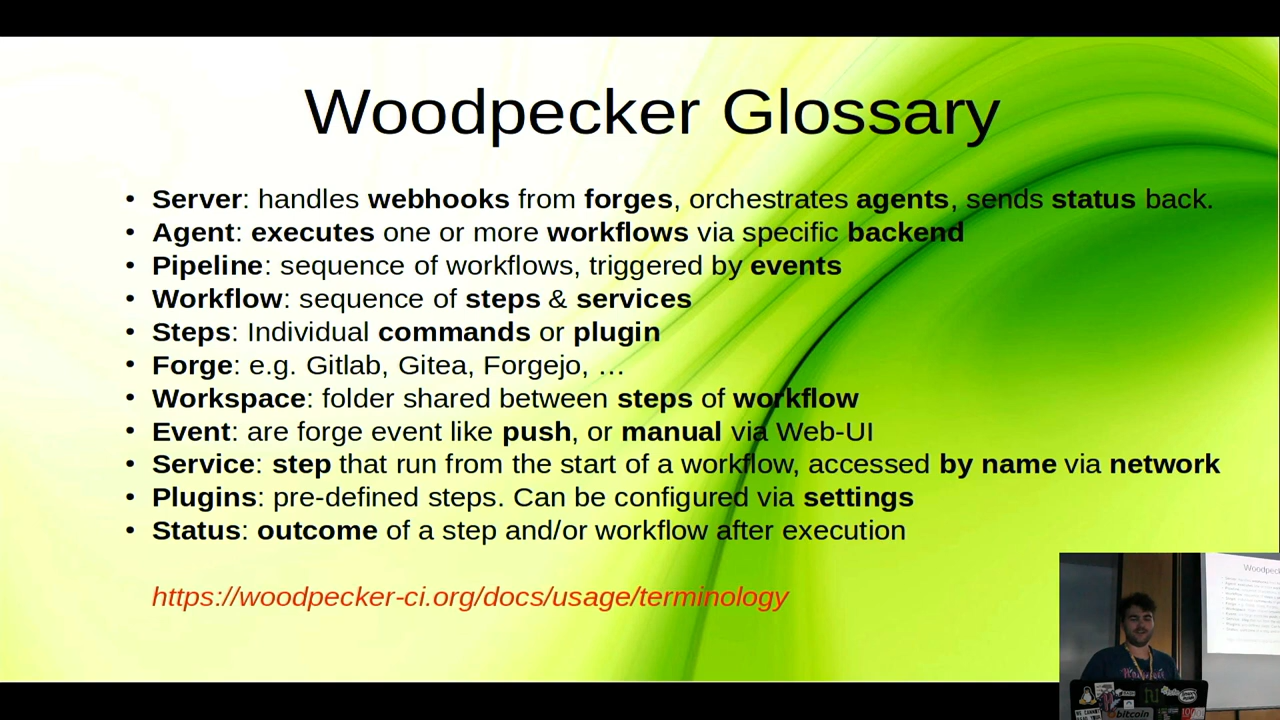 Woodpecker Glossary
• Server: handles webhooks from forges, orchestrates agents, sends status back.
• Agent: executes one or more workflows via specific backend
• Pipeline: sequence of workflows, triggered by events
• Workflow: sequence of steps & services
• Steps: Individual commands or plugin
• Forge: e.g. Gitlab, Gitea, Forgejo, …
• Workspace: folder shared between steps of workflow
• Event: are forge event like push, or manual via Web-UI
• Service: step that run from the start of a workflow, accessed by name via network
• Plugins: pre-defined steps. Can be configured via settings
• Status: outcome of a step and/or workflow after execution
https://woodpecker-ci.org/docs/usage/terminology
bitcoin